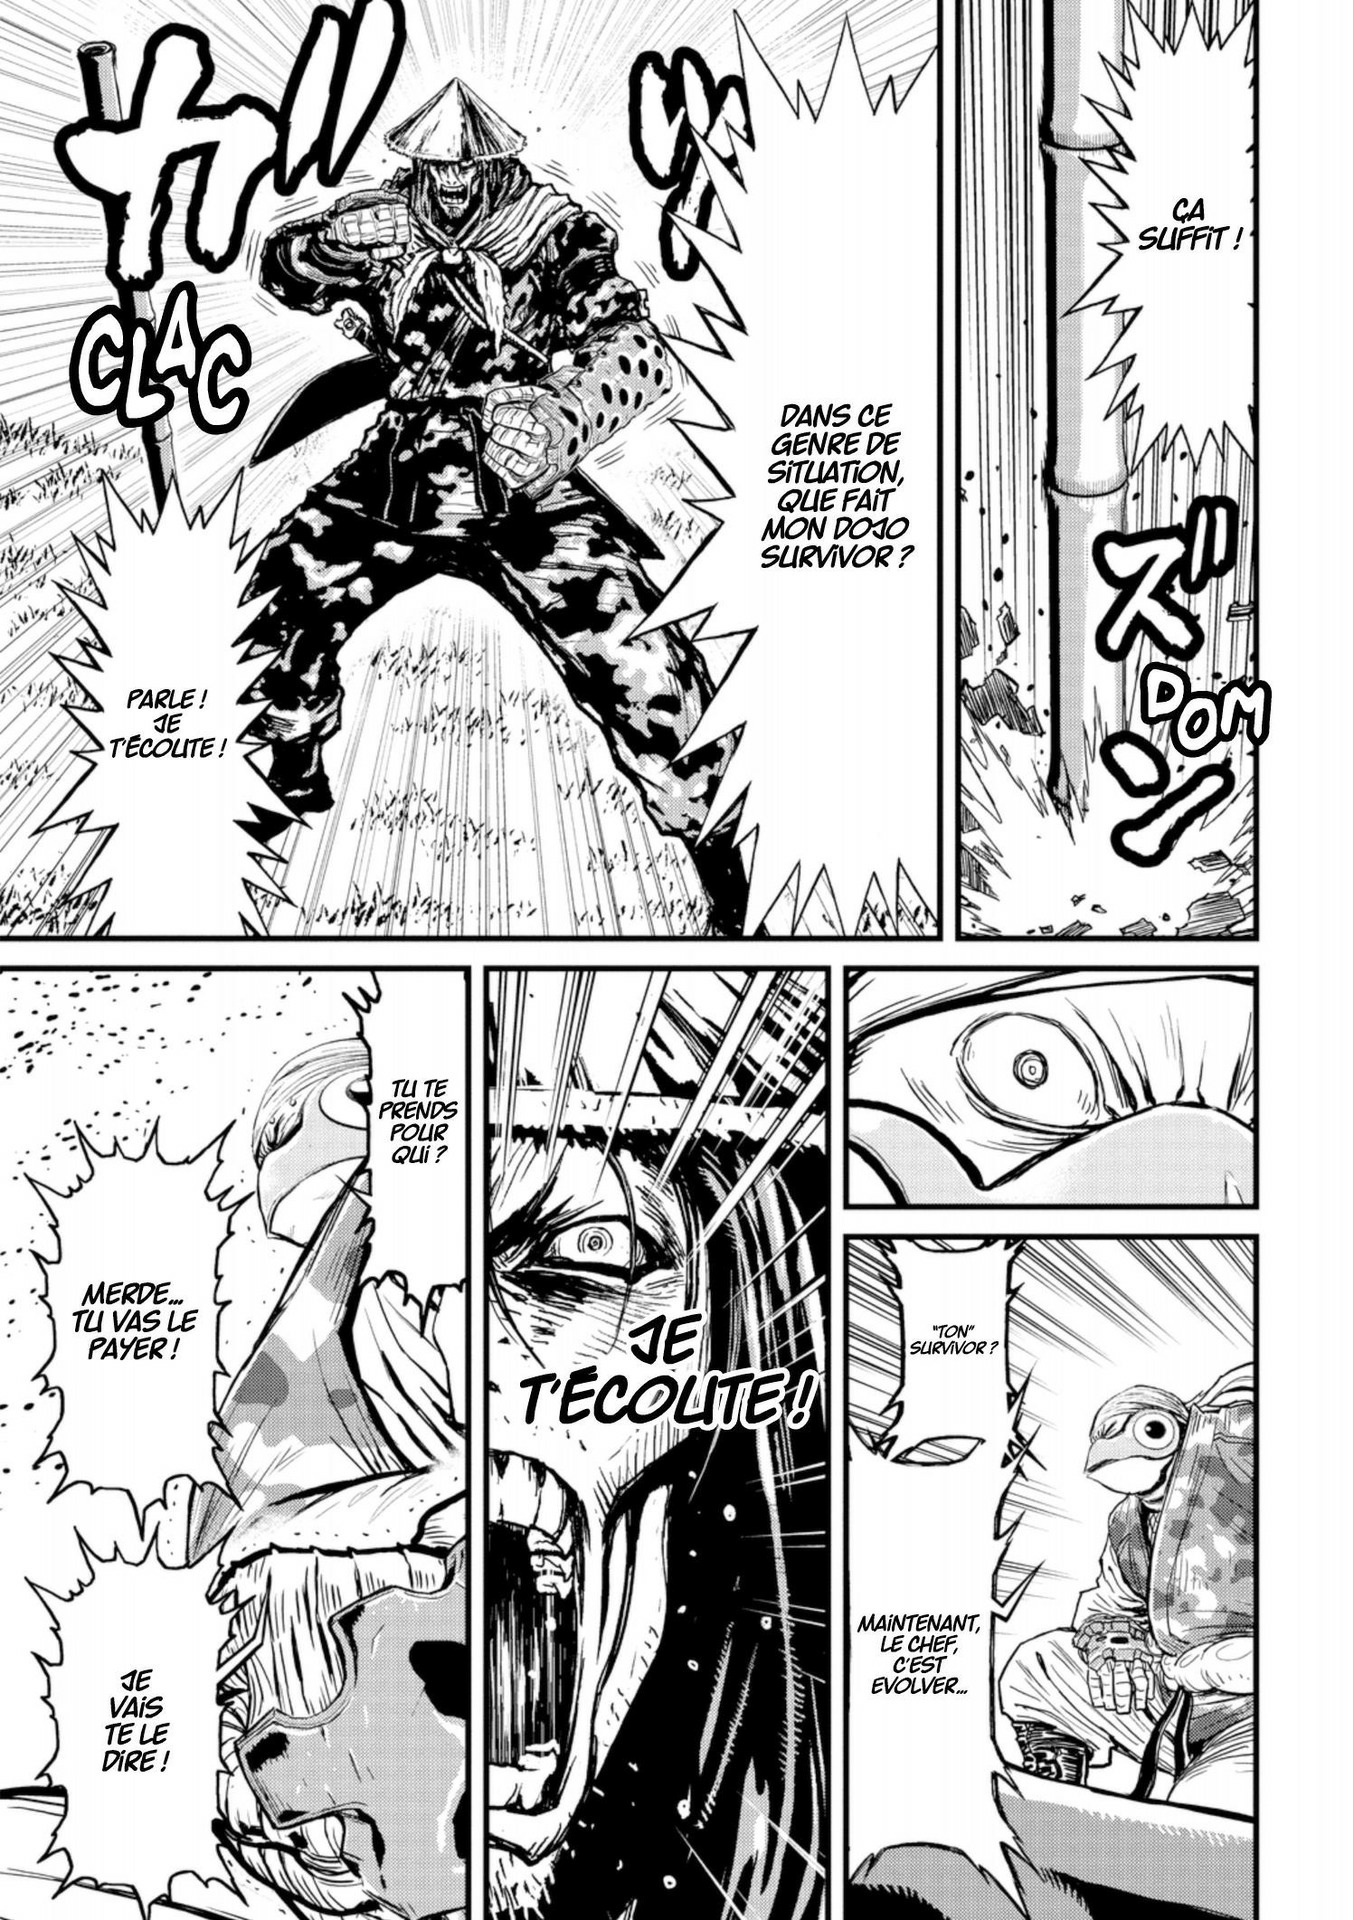 ÇA
SUFFIT !
ズン
DOM
DANS CE
GENRE DE
SITUATION,
QUE FAIT
MON DOJO
SURVIVOR ?
ガ
CLAC
PARLE !
JE
T'ÉCOUTE !
"TON"
SURVIVOR ?
MAINTENANT,
LE CHEF,
C'EST
EVOLVER...
JE
T'ÉCOUTE !
TU TE
PRENDS
POUR
QUI ?
MERDE...
TU VAS LE
PAYER !
JE
VAIS
TE LE
DIRE !